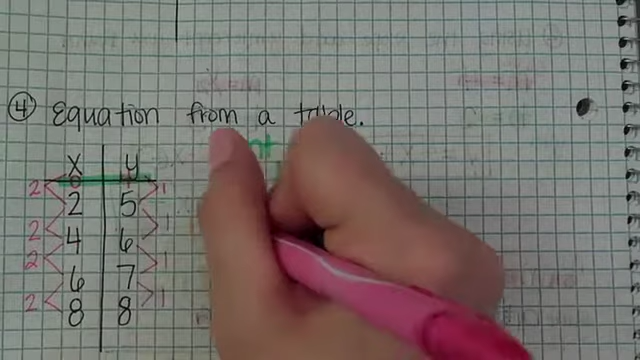 ④ Equation from a table.
x y
2 2 5 1
2 4 6 1
2 6 7 1
2 8 8 1